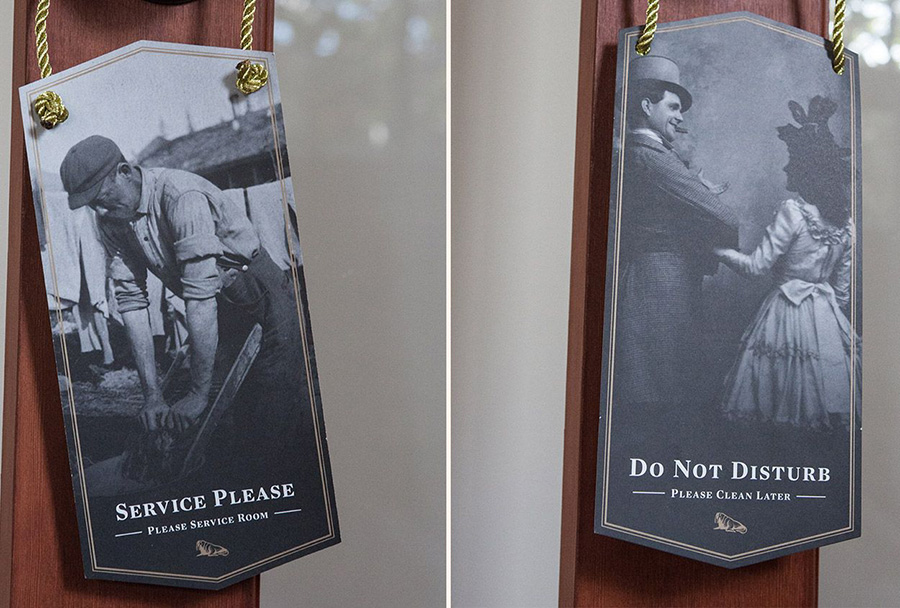 Service Please
Please Service Room
Do Not Disturb
Please Clean Later